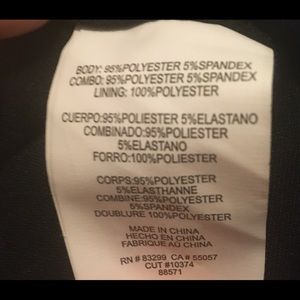 BODY: 95%POLYESTER 5%SPANDEX
COMBO: 95%POLYESTER 5%SPANDEX
LINING: 100%POLYESTER
CUERPO:95%POLIESTER 5%ELASTANO
COMBINADO:95%POLIESTER
5%ELASTANO
FORRO:100%POLIESTER
CORPS:95%POLYESTER
5%ELASTHANNE
COMBINE:95%POLYESTER
5%SPANDEX
DOUBLURE 100%POLYESTER
MADE IN CHINA
HECHO EN CHINA
FABRIQUE AU CHINA
RN # 83299 CA # 55057
CUT #10374
88571